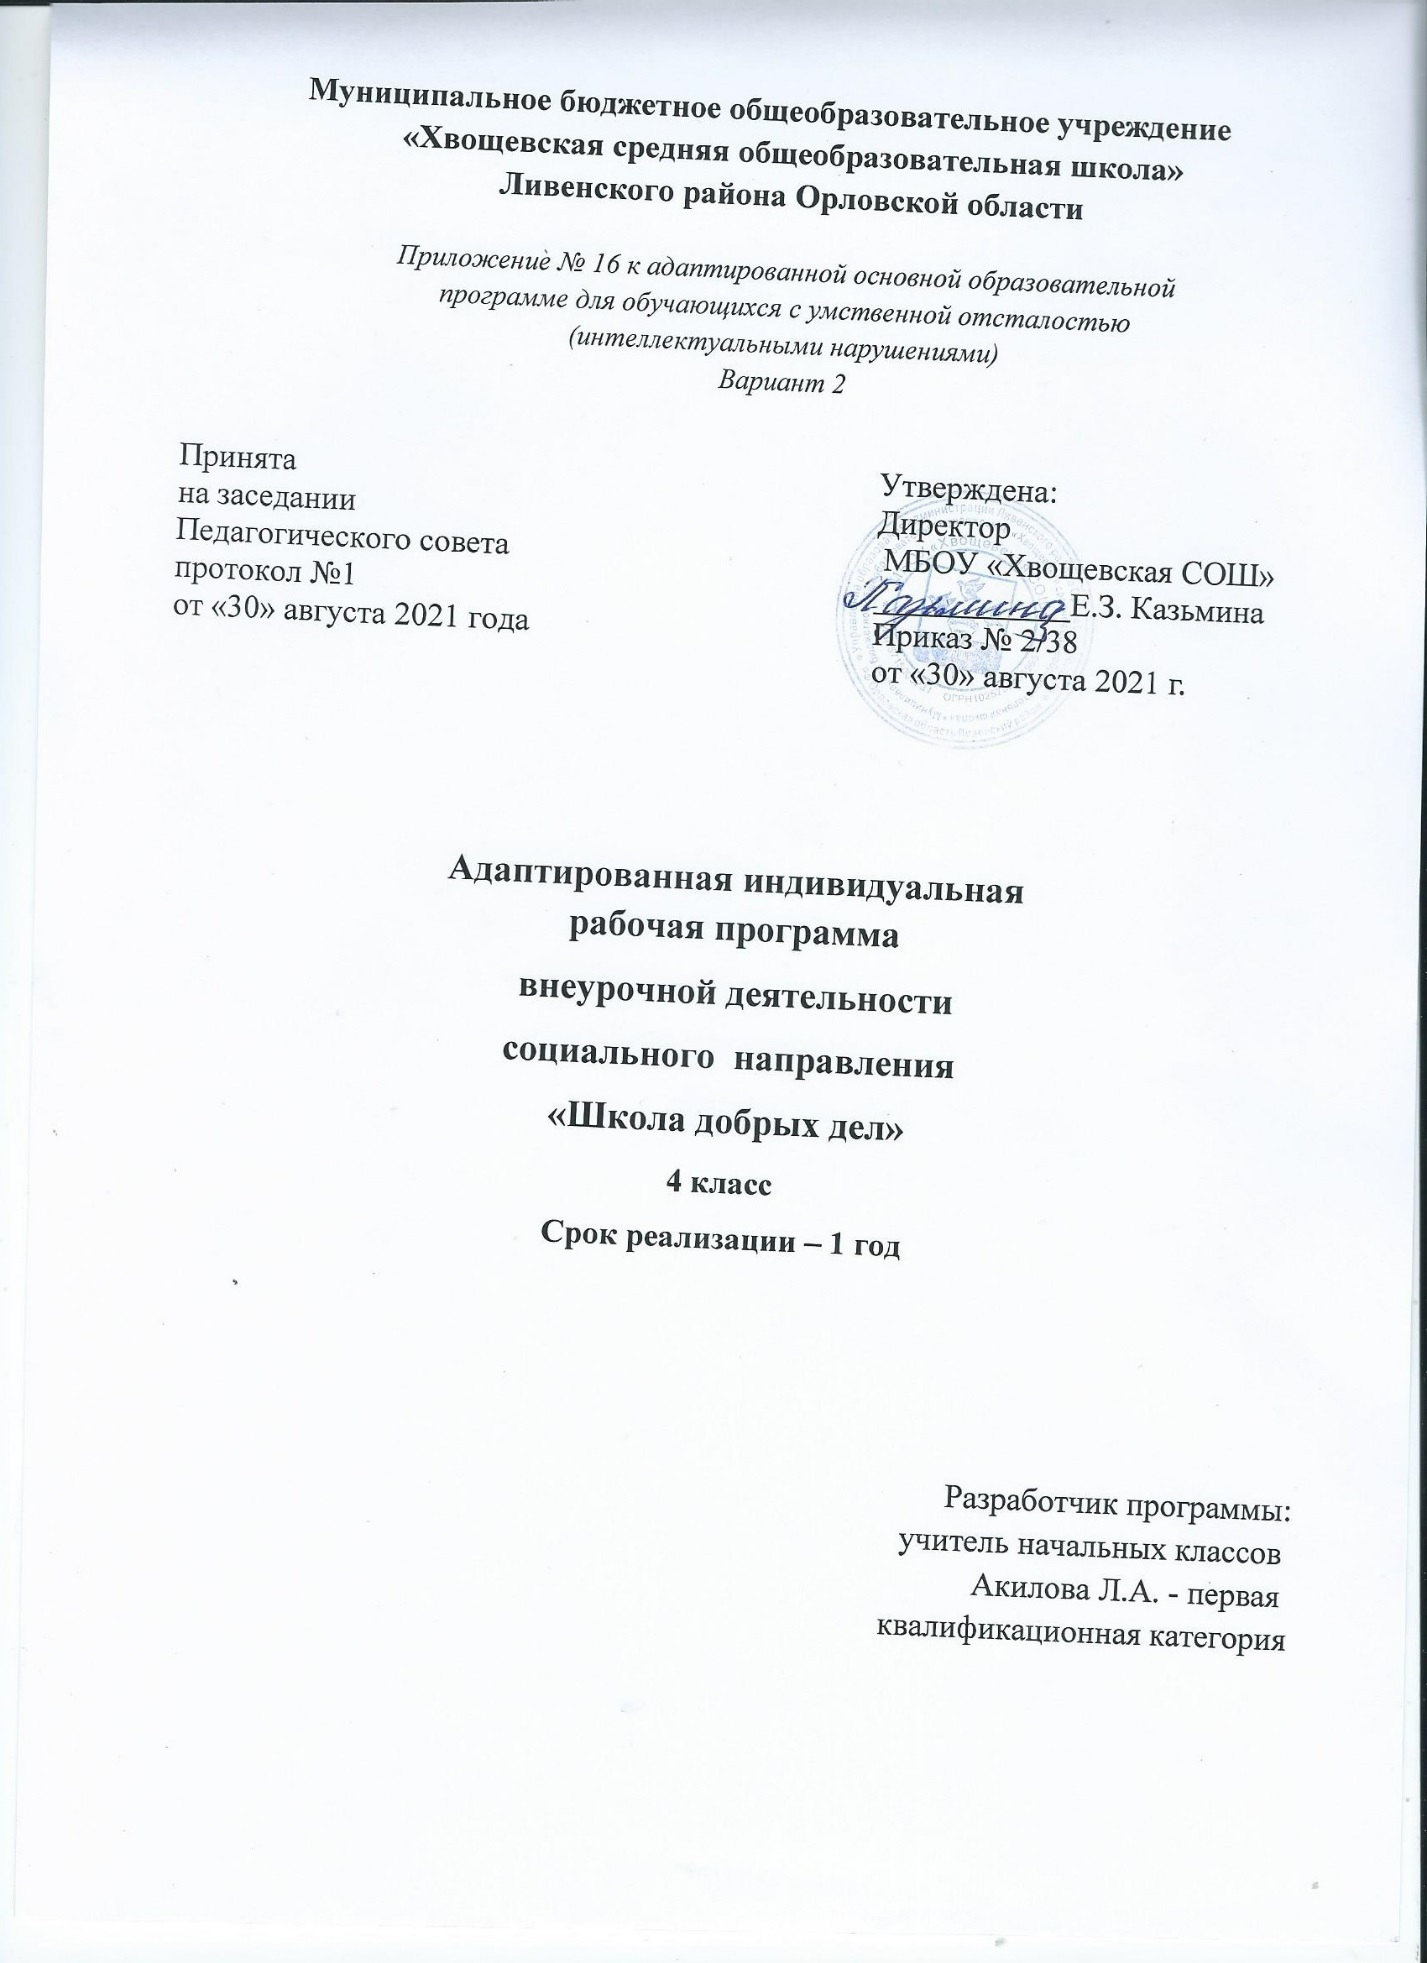 Муниципальное бюджетное общеобразовательное учреждение
«Хвощевская средняя общеобразовательная школа»
Ливенского района Орловской области
Приложение № 16 к адаптированной основной образовательной
программе для обучающихся с умственной отсталостью
(интеллектуальными нарушениями)
Вариант 2
Принята
на заседании
Педагогического совета
протокол №1
от «30» августа 2021 года
Утверждена:
Директор
МБОУ «Хвощевская СОШ»
Е.З. Казьмина
Приказ № 2/38
от «30» августа 2021 г.
Адаптированная индивидуальная
рабочая программа
внеурочной деятельности
социального направления
«Школа добрых дел»
4 класс
Срок реализации – 1 год
Разработчик программы:
учитель начальных классов
Акилова Л.А. - первая
квалификационная категория